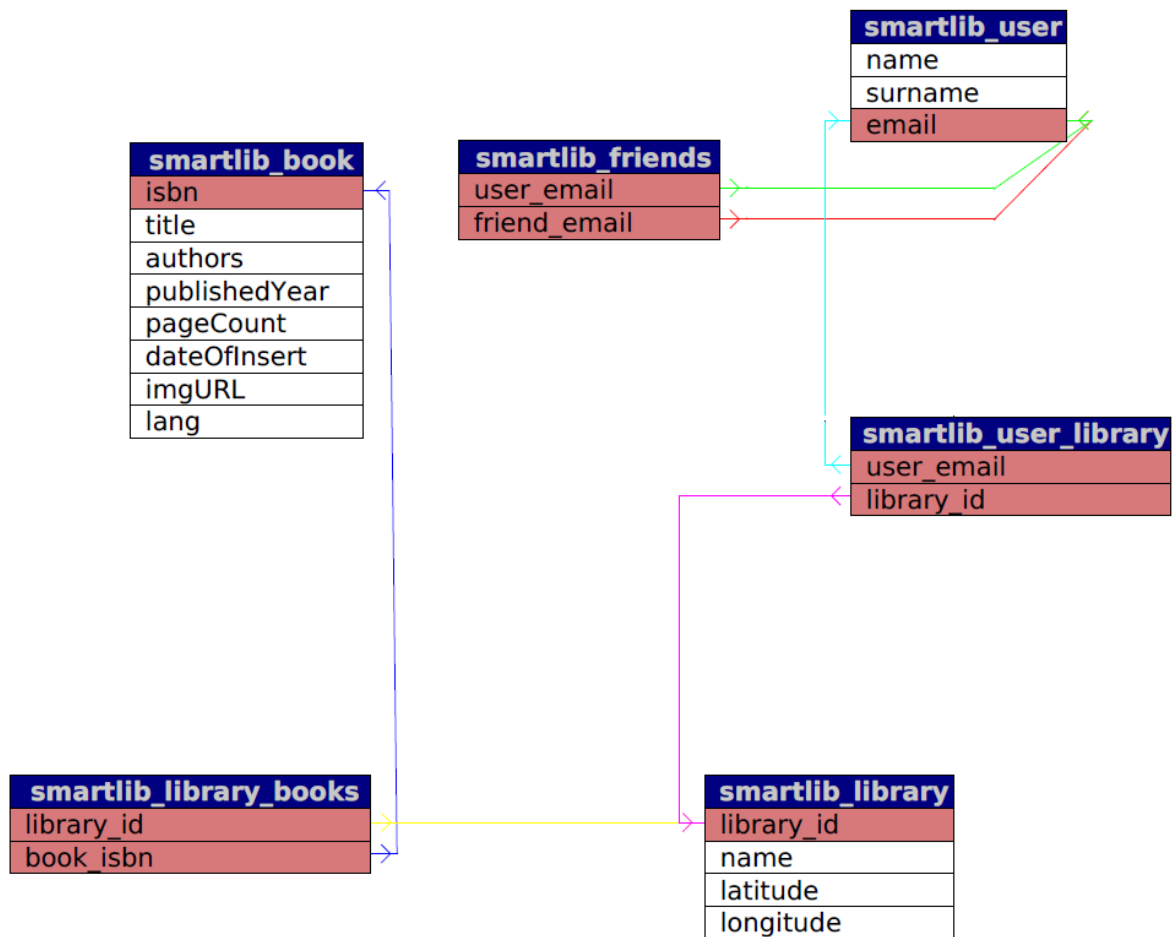 smartlib_user
name
surname
email
smartlib_book
isbn
title
authors
publishedYear
pageCount
dateOfInsert
imgURL
lang
smartlib_friends
user_email
friend_email
smartlib_user_library
user_email
library_id
smartlib_library_books
library_id
book_isbn
smartlib_library
library_id
name
latitude
longitude